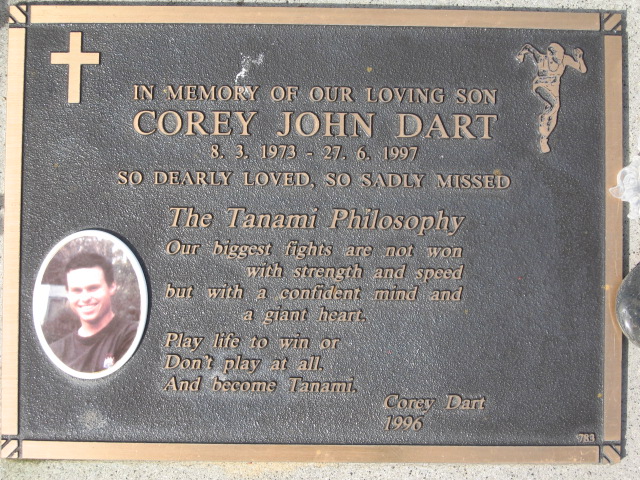 IN MEMORY OF OUR LOVING SON
COREY JOHN DART
8. 3. 1973 - 27. 6. 1997
SO DEARLY LOVED, SO SADLY MISSED
The Tanami Philosophy
Our biggest fights are not won
with strength and speed
but with a confident mind and
a giant heart.
Play life to win or
Don't play at all.
And become Tanami.
Corey Dart
1996
783